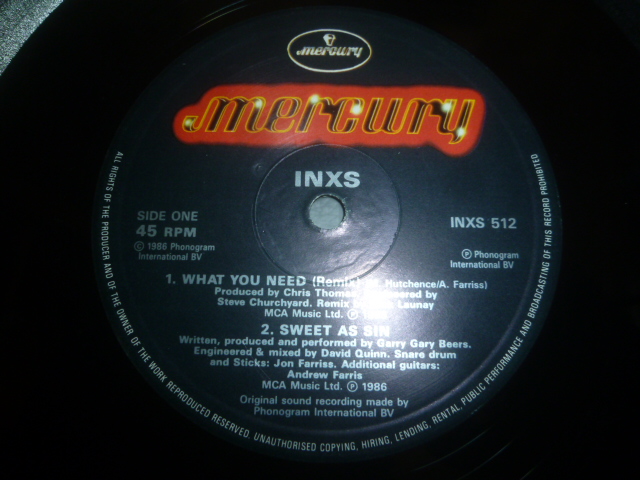 mercury
mercury
INXS
SIDE ONE
45 RPM
© 1986 Phonogram
International BV
INXS 512
℗ Phonogram
International BV
1. WHAT YOU NEED (Remix) Hutchence/A. Farriss)
Produced by Chris
Steve Churchyard. Remix Launay
MCA Music Ltd. ℗
2. SWEET AS SIN
Written, produced and performed by Garry Gary Beers.
Engineered & mixed by David Quinn. Snare drum
and Sticks: Jon Farriss. Additional guitars:
Andrew Farris
MCA Music Ltd. ℗ 1986
Original sound recording made by
Phonogram International BV
ALL RIGHTS OF THE PRODUCER AND OF THE OWNER OF THE WORK REPRODUCED RESERVED. UNAUTHORISED COPYING, HIRING, LENDING, RENTAL, PUBLIC PERFORMANCE AND BROADCASTING OF THIS RECORD PROHIBITED